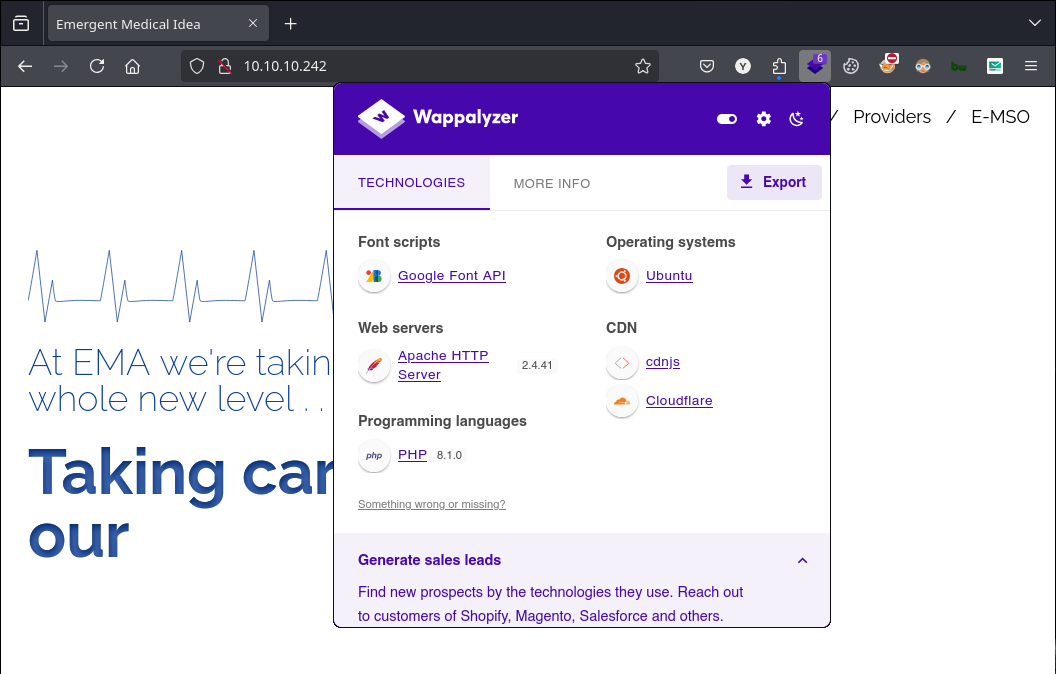 Emergent Medical Idea
10.10.10.242
6
Y
bw
W
Wappalyzer
/ Providers / E-MSO
TECHNOLOGIES
MORE INFO
Export
Font scripts
Operating systems
Google Font API
Ubuntu
Web servers
CDN
Apache HTTP
Server
2.4.41
cdnjs
Cloudflare
Programming languages
php
PHP
8.1.0
Something wrong or missing?
Generate sales leads
Find new prospects by the technologies they use. Reach out
to customers of Shopify, Magento, Salesforce and others.
At EMA we're takin
whole new level . .
Taking car
our